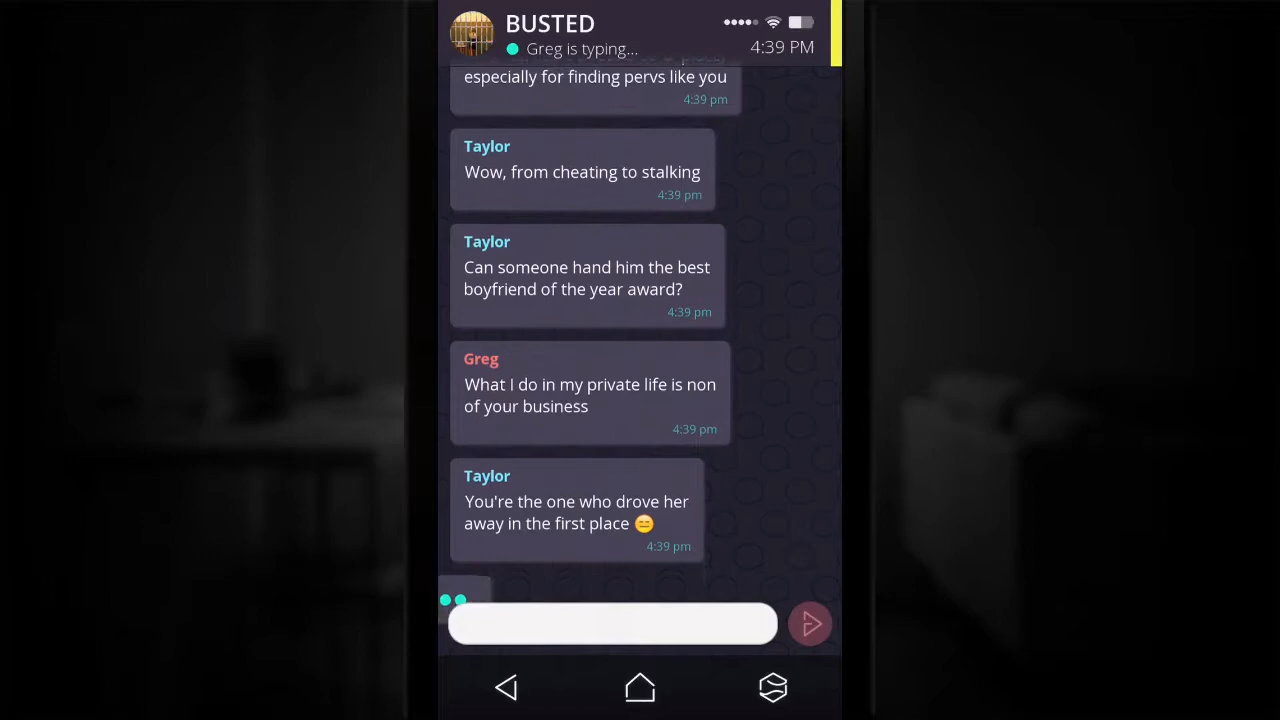 BUSTED
Greg is typing...
4:39 PM
especially for finding pervs like you
4:39 pm
Taylor
Wow, from cheating to stalking
4:39 pm
Taylor
Can someone hand him the best
boyfriend of the year award?
4:39 pm
Greg
What I do in my private life is non
of your business
4:39 pm
Taylor
You're the one who drove her
away in the first place 😑
4:39 pm